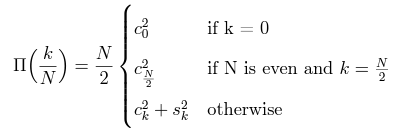 Π(k/N) = N/2 { c_0^2 if k = 0
c_{N/2}^2 if N is even and k = N/2
c_k^2 + s_k^2 otherwise